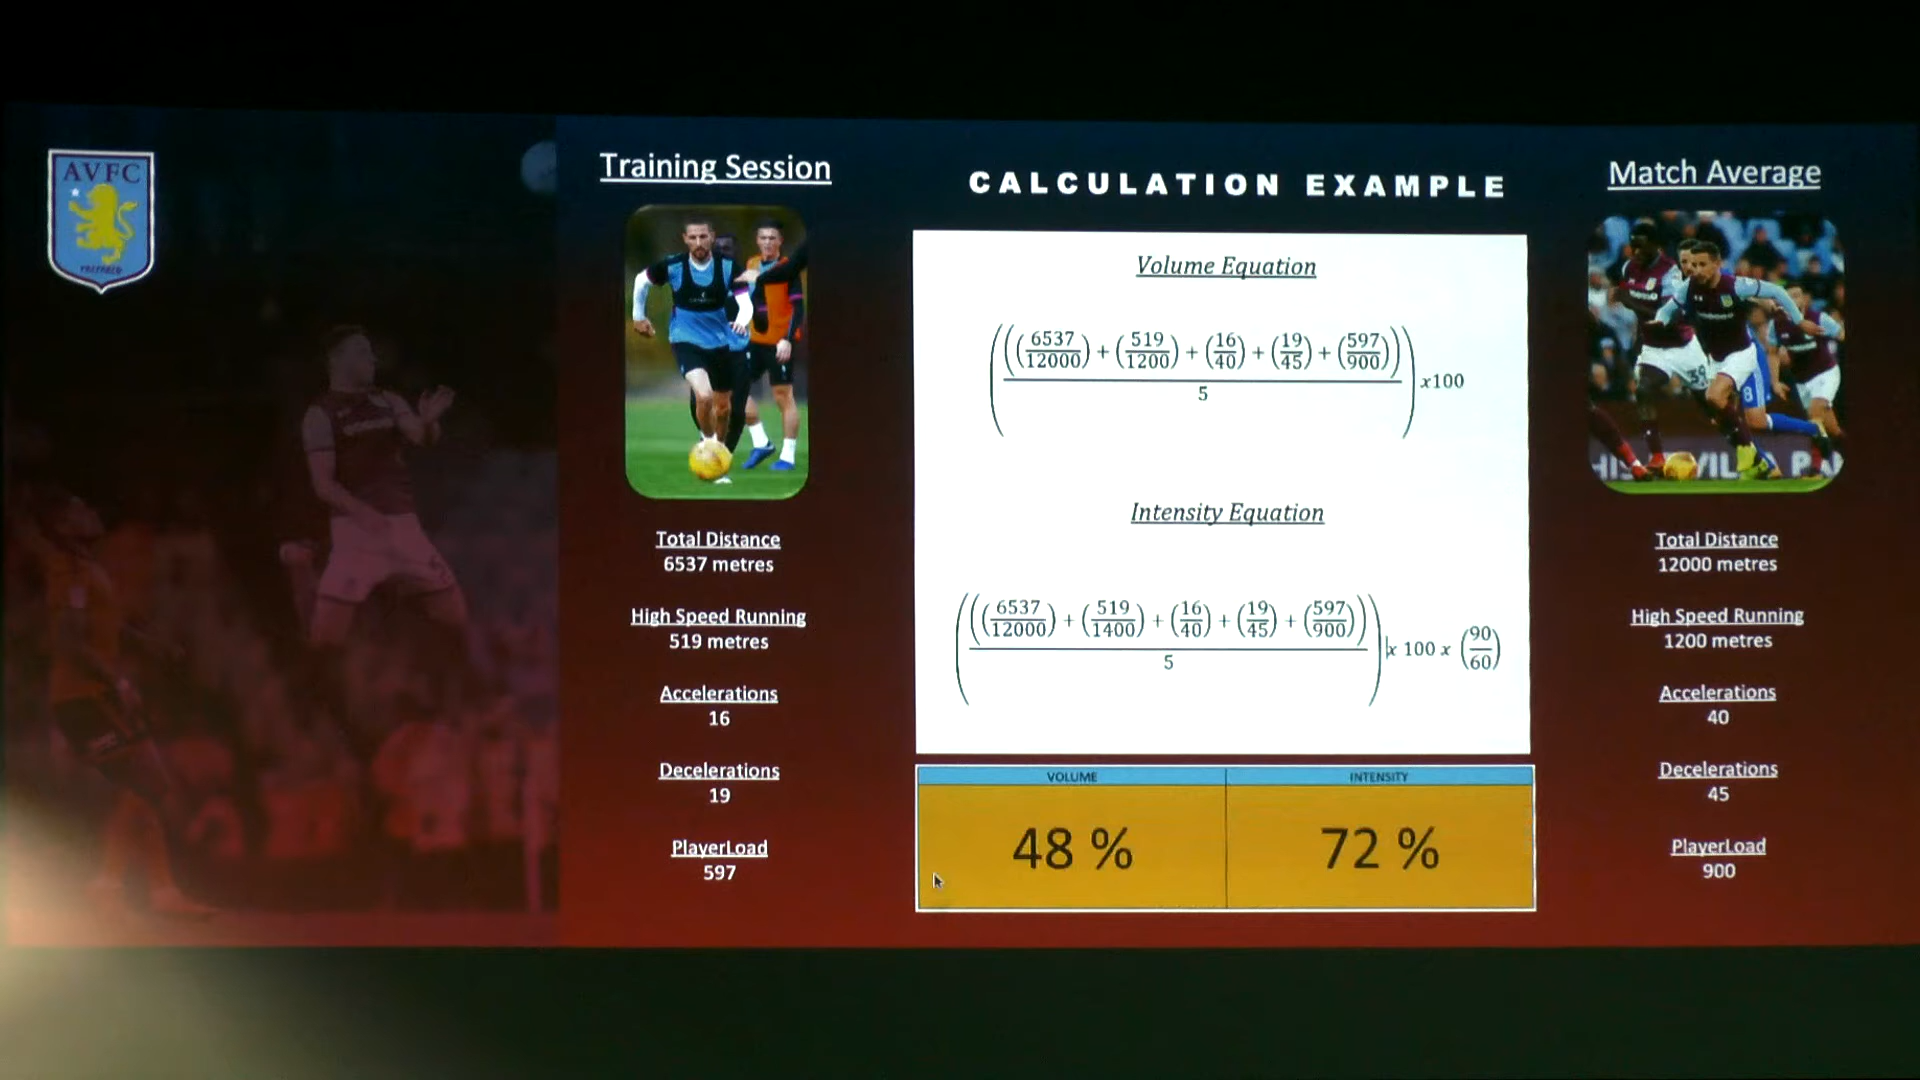 AVFC
PREPARED
Training Session
Total Distance
6537 metres
High Speed Running
519 metres
Accelerations
16
Decelerations
19
PlayerLoad
597
CALCULATION EXAMPLE
Volume Equation
(((6537/12000) + (519/1200) + (16/40) + (19/45) + (597/900)) / 5) x100
Intensity Equation
(((6537/12000) + (519/1400) + (16/40) + (19/45) + (597/900)) / 5) x 100 x (90/60)
VOLUME INTENSITY
48 % 72 %
Match Average
39
8
Total Distance
12000 metres
High Speed Running
1200 metres
Accelerations
40
Decelerations
45
PlayerLoad
900